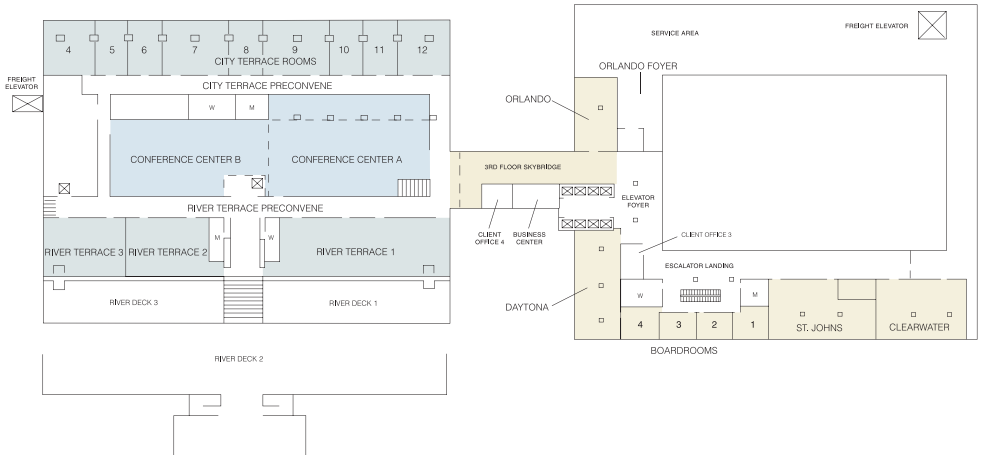 4
5
6
7
8
9
10
11
12
CITY TERRACE ROOMS
CITY TERRACE PRECONVENE
FREIGHT
ELEVATOR
W
M
CONFERENCE CENTER B
CONFERENCE CENTER A
RIVER TERRACE PRECONVENE
RIVER TERRACE 3
RIVER TERRACE 2
M
W
RIVER TERRACE 1
RIVER DECK 3
RIVER DECK 1
RIVER DECK 2
SERVICE AREA
FREIGHT ELEVATOR
ORLANDO FOYER
ORLANDO
3RD FLOOR SKYBRIDGE
ELEVATOR
FOYER
CLIENT
OFFICE 4
BUSINESS
CENTER
CLIENT OFFICE 3
ESCALATOR LANDING
DAYTONA
W
M
4
3
2
1
ST. JOHNS
CLEARWATER
BOARDROOMS